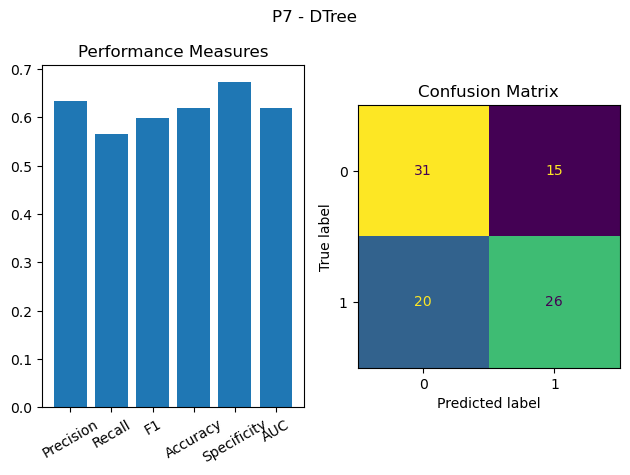 P7 - DTree
Performance Measures
0.7
0.6
0.5
0.4
0.3
0.2
0.1
0.0
Precision
Recall
F1
Accuracy
Specificity
AUC
Confusion Matrix
True label
0
31
15
1
20
26
0
1
Predicted label